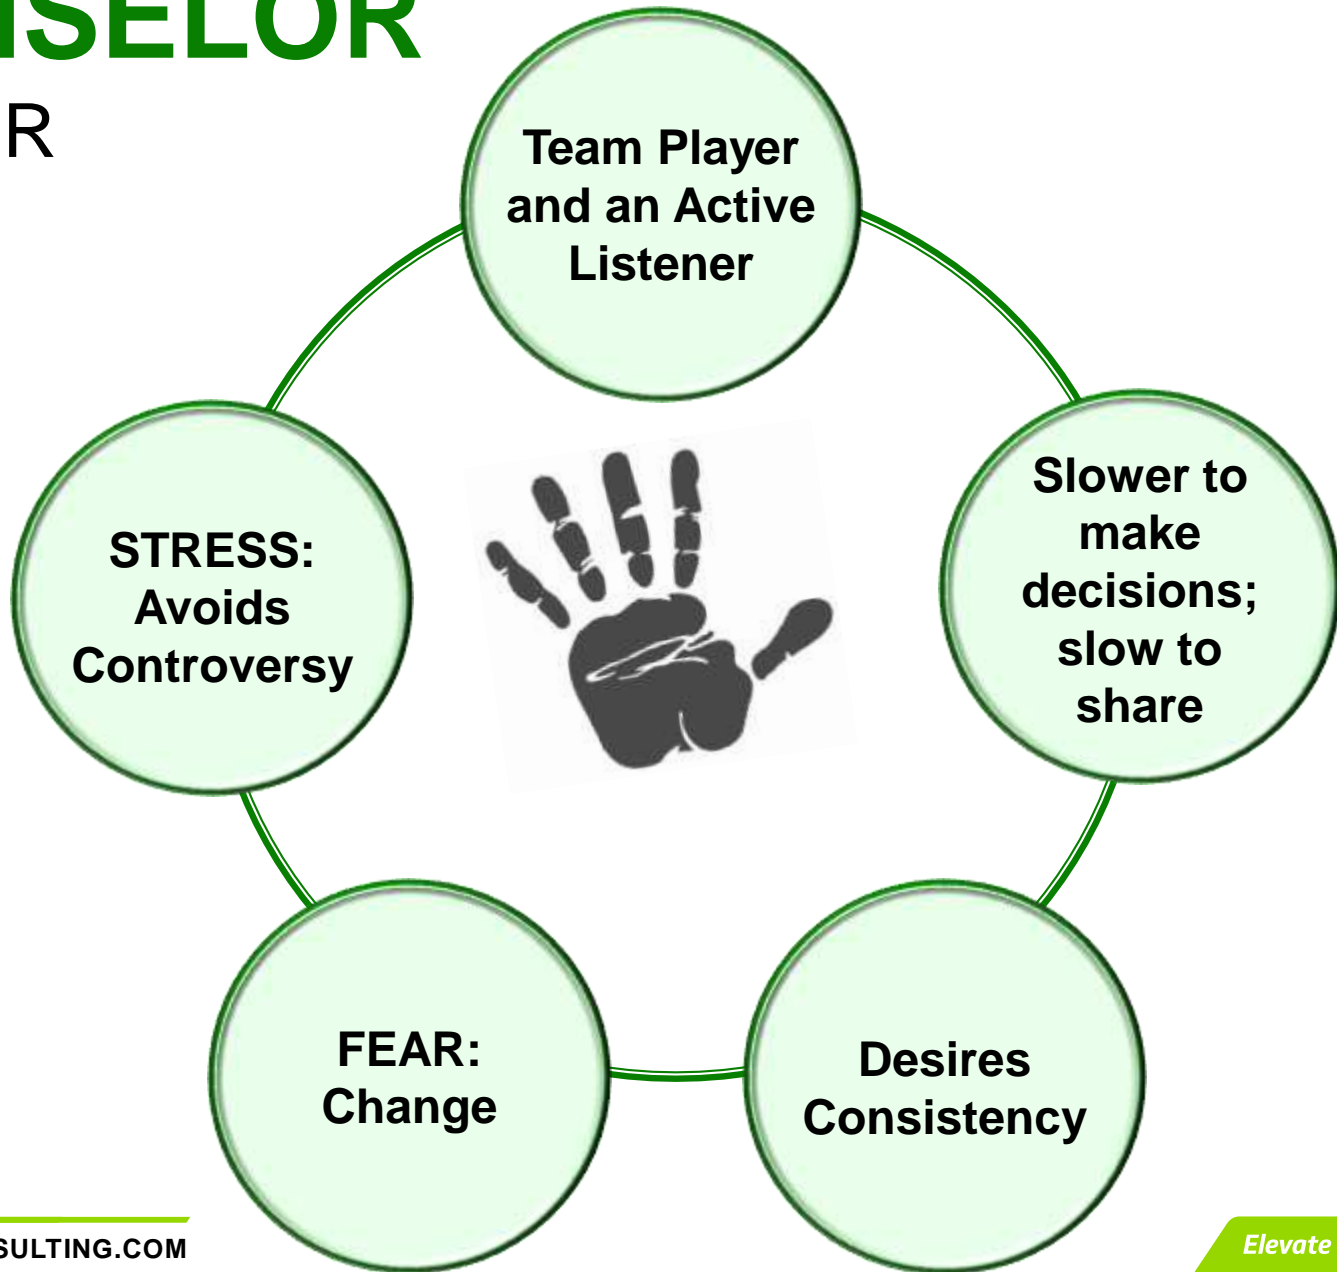 ISELOR
R
Team Player
and an Active
Listener
Slower to
make
decisions;
slow to
share
Desires
Consistency
FEAR:
Change
STRESS:
Avoids
Controversy
SULTING.COM
Elevate